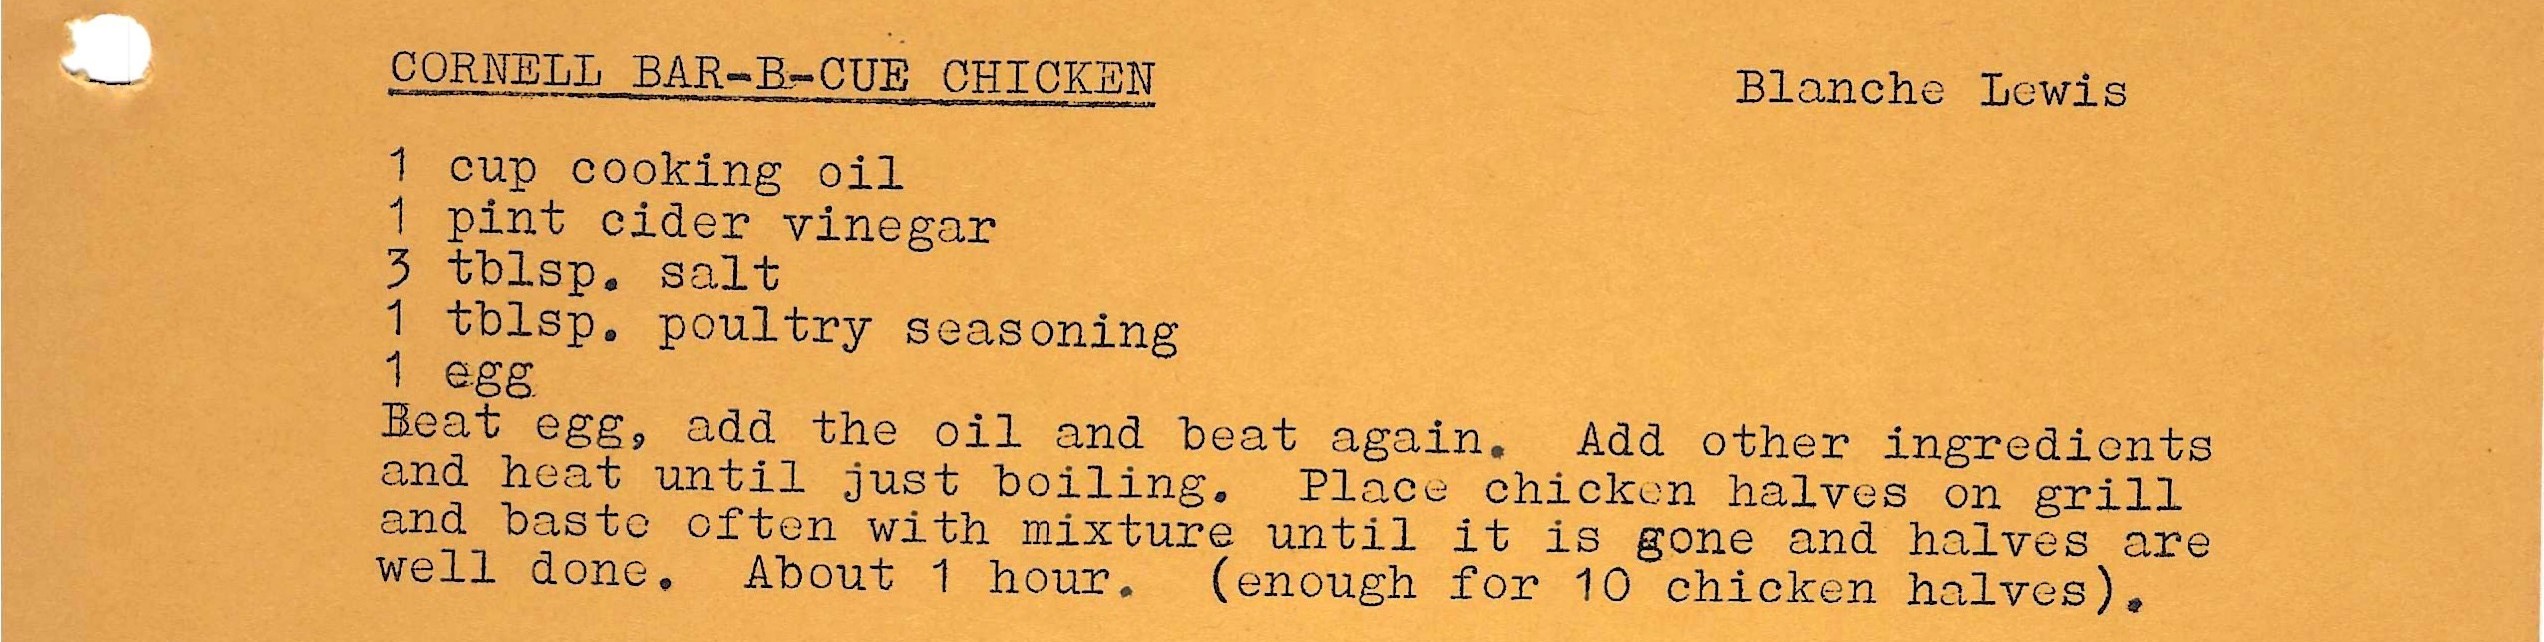 CORNELL BAR-B-CUE CHICKEN Blanche Lewis
1 cup cooking oil
1 pint cider vinegar
3 tblsp. salt
1 tblsp. poultry seasoning
1 egg
Beat egg, add the oil and beat again. Add other ingredients
and heat until just boiling. Place chicken halves on grill
and baste often with mixture until it is gone and halves are
well done. About 1 hour. (enough for 10 chicken halves).